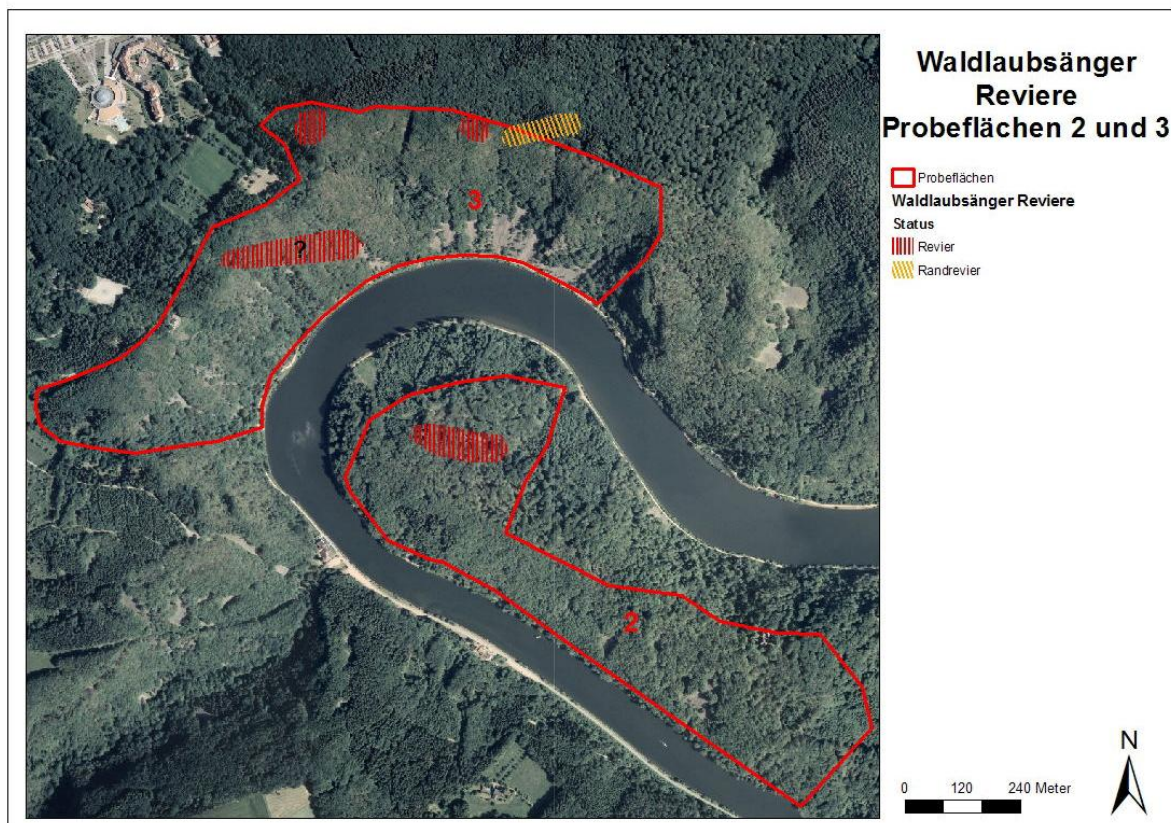 Waldlaubsänger
Reviere
Probeflächen 2 und 3
Probeflächen
Waldlaubsänger Reviere
Status
Revier
Randrevier
3
?
2
N
0 120 240 Meter